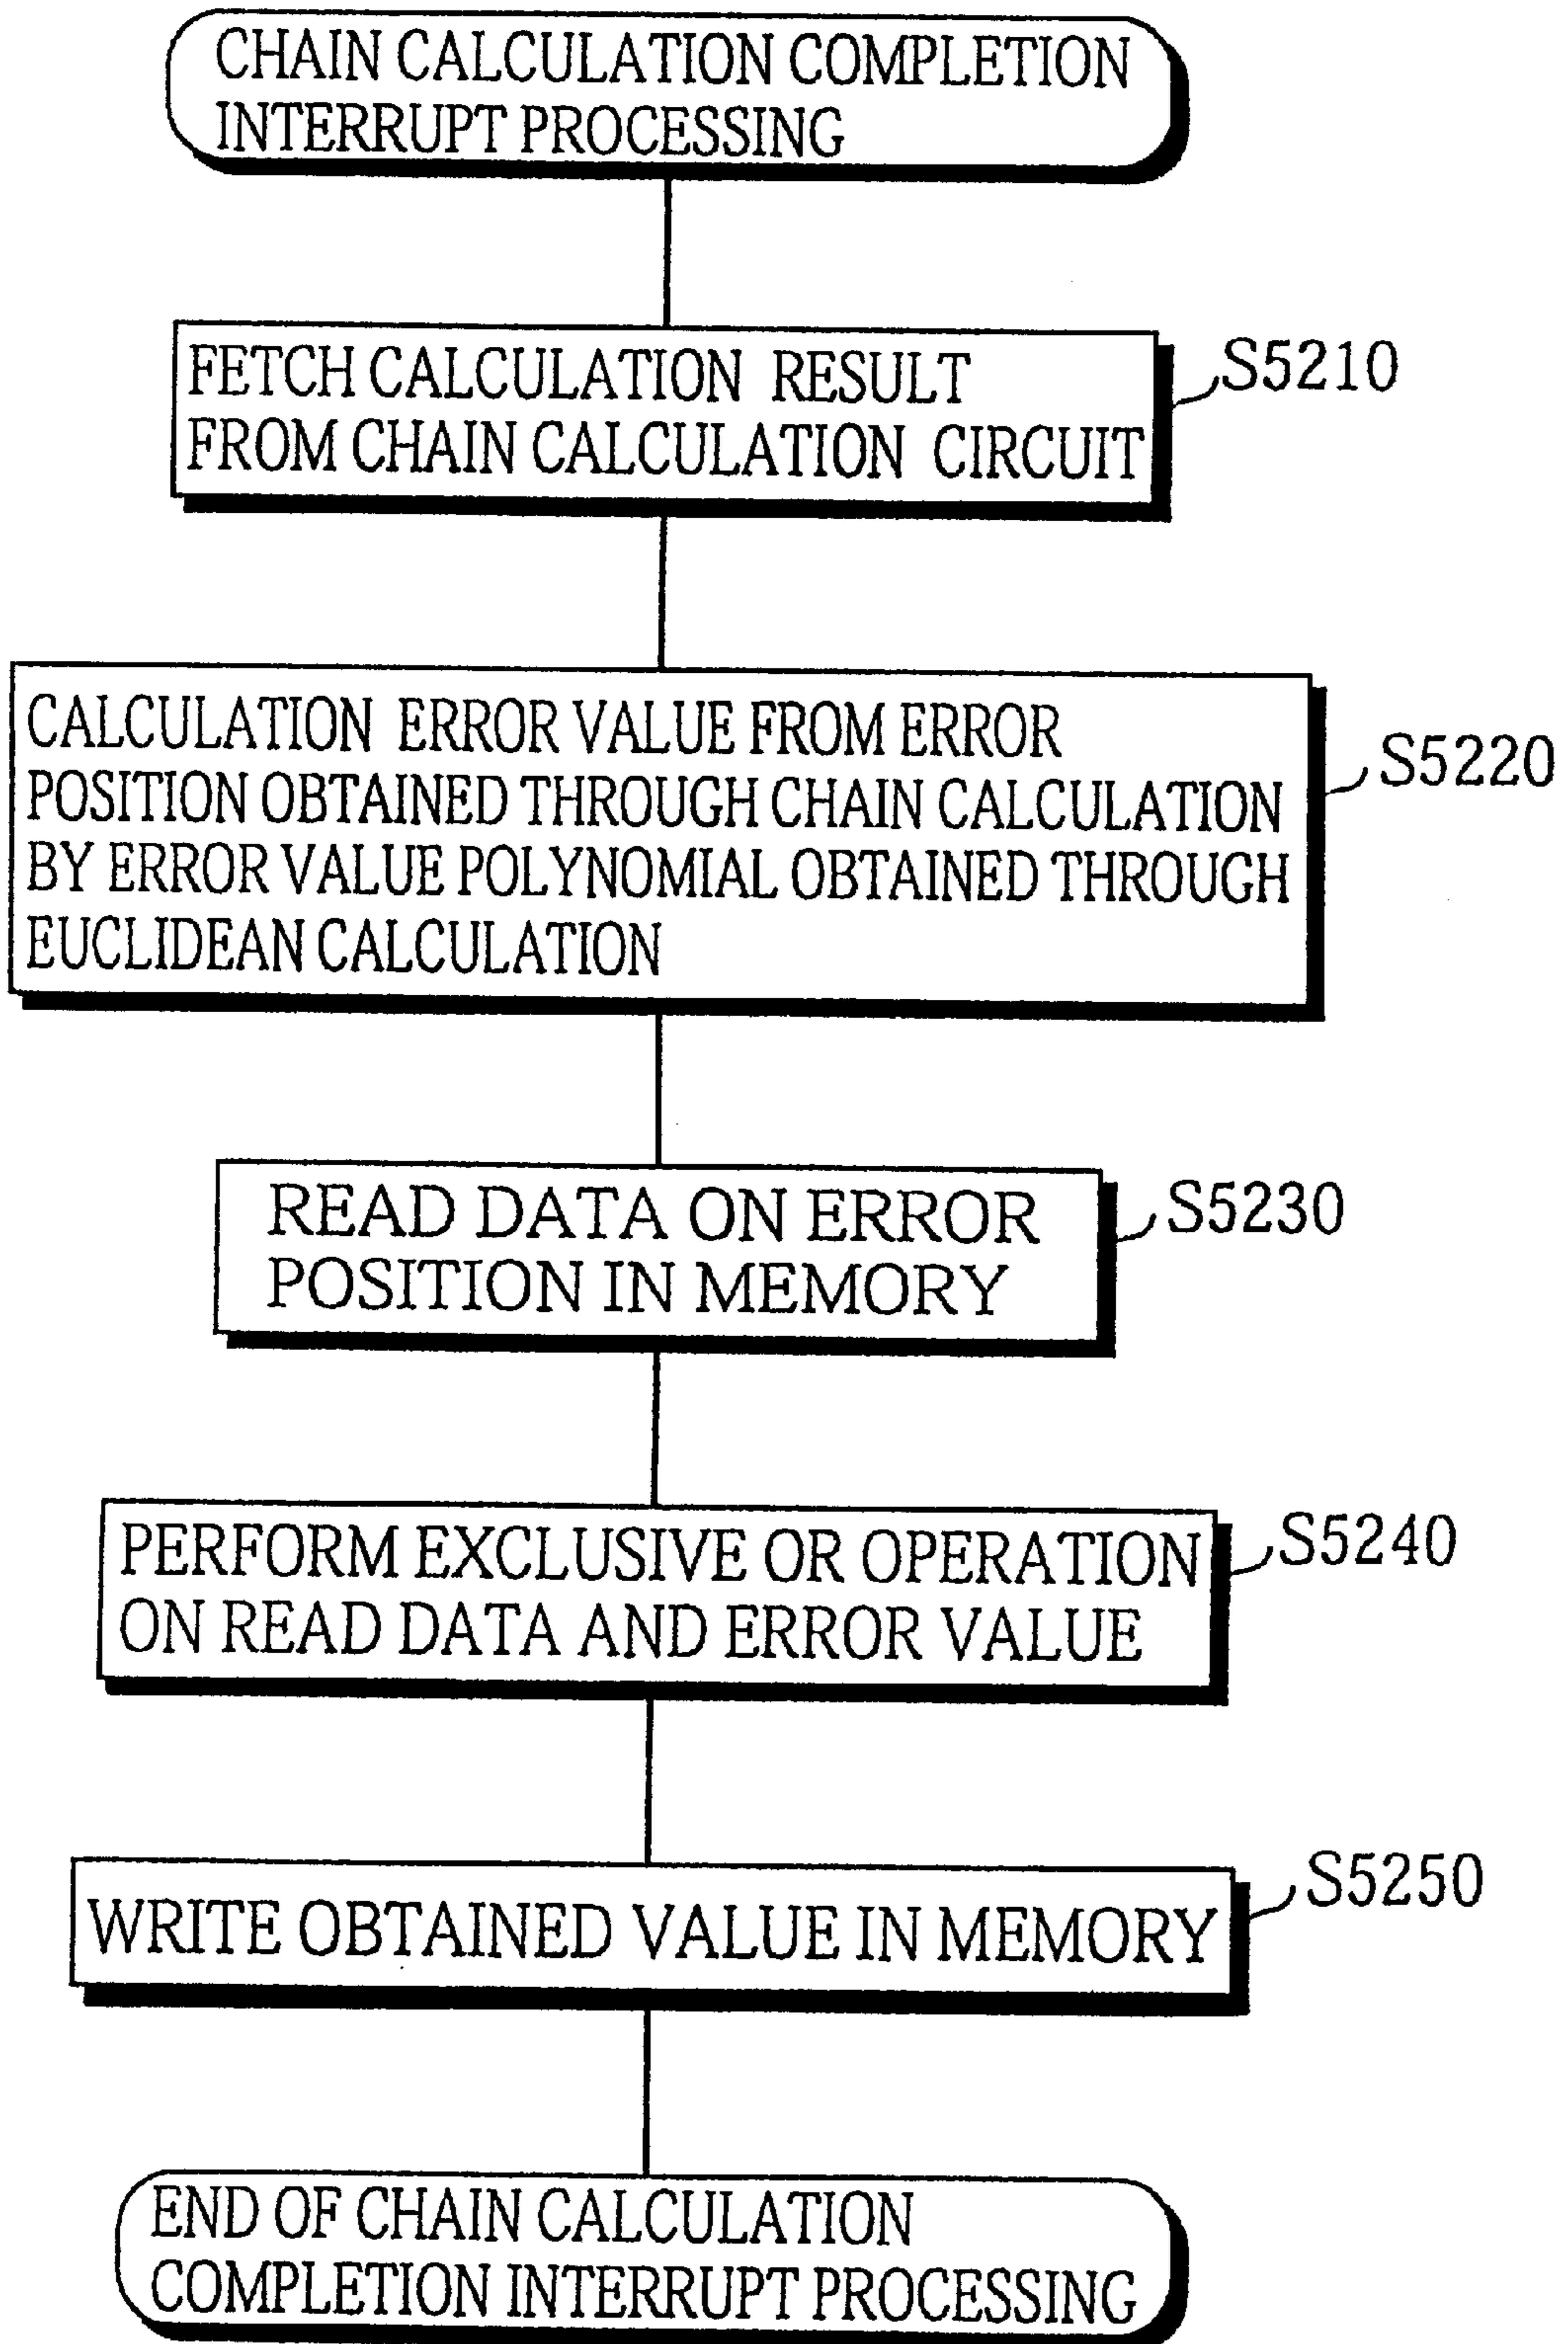 CHAIN CALCULATION COMPLETION
INTERRUPT PROCESSING
FETCH CALCULATION RESULT
FROM CHAIN CALCULATION CIRCUIT
S5210
CALCULATION ERROR VALUE FROM ERROR
POSITION OBTAINED THROUGH CHAIN CALCULATION
BY ERROR VALUE POLYNOMIAL OBTAINED THROUGH
EUCLIDEAN CALCULATION
S5220
READ DATA ON ERROR
POSITION IN MEMORY
S5230
PERFORM EXCLUSIVE OR OPERATION
ON READ DATA AND ERROR VALUE
S5240
WRITE OBTAINED VALUE IN MEMORY
S5250
END OF CHAIN CALCULATION
COMPLETION INTERRUPT PROCESSING